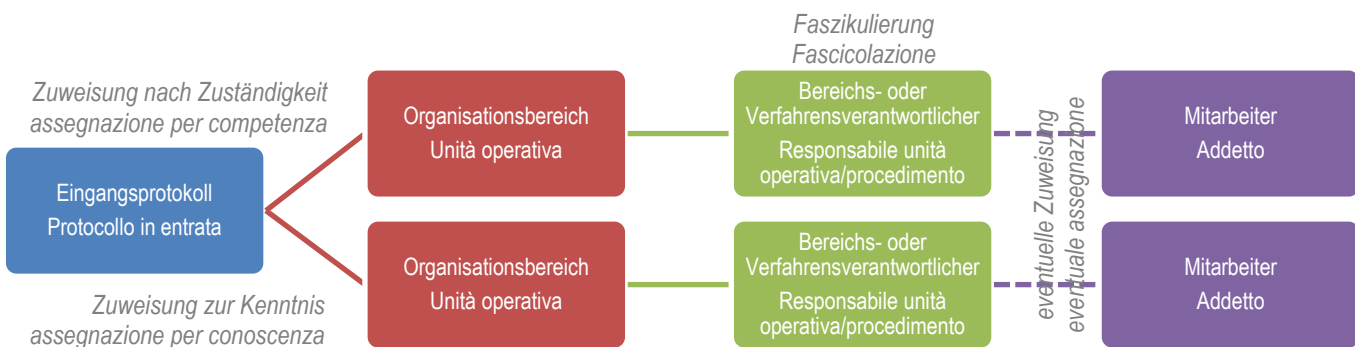 Faszikulierung
Fascicolazione
Zuweisung nach Zuständigkeit
assegnazione per competenza
Eingangsprotokoll
Protocollo in entrata
Zuweisung zur Kenntnis
assegnazione per conoscenza
Organisationsbereich
Unità operativa
Bereichs- oder
Verfahrensverantwortlicher
Responsabile unità
operativa/procedimento
Mitarbeiter
Addetto
Organisationsbereich
Unità operativa
Bereichs- oder
Verfahrensverantwortlicher
Responsabile unità
operativa/procedimento
Mitarbeiter
Addetto
eventuelle Zuweisung
eventuale assegnazione